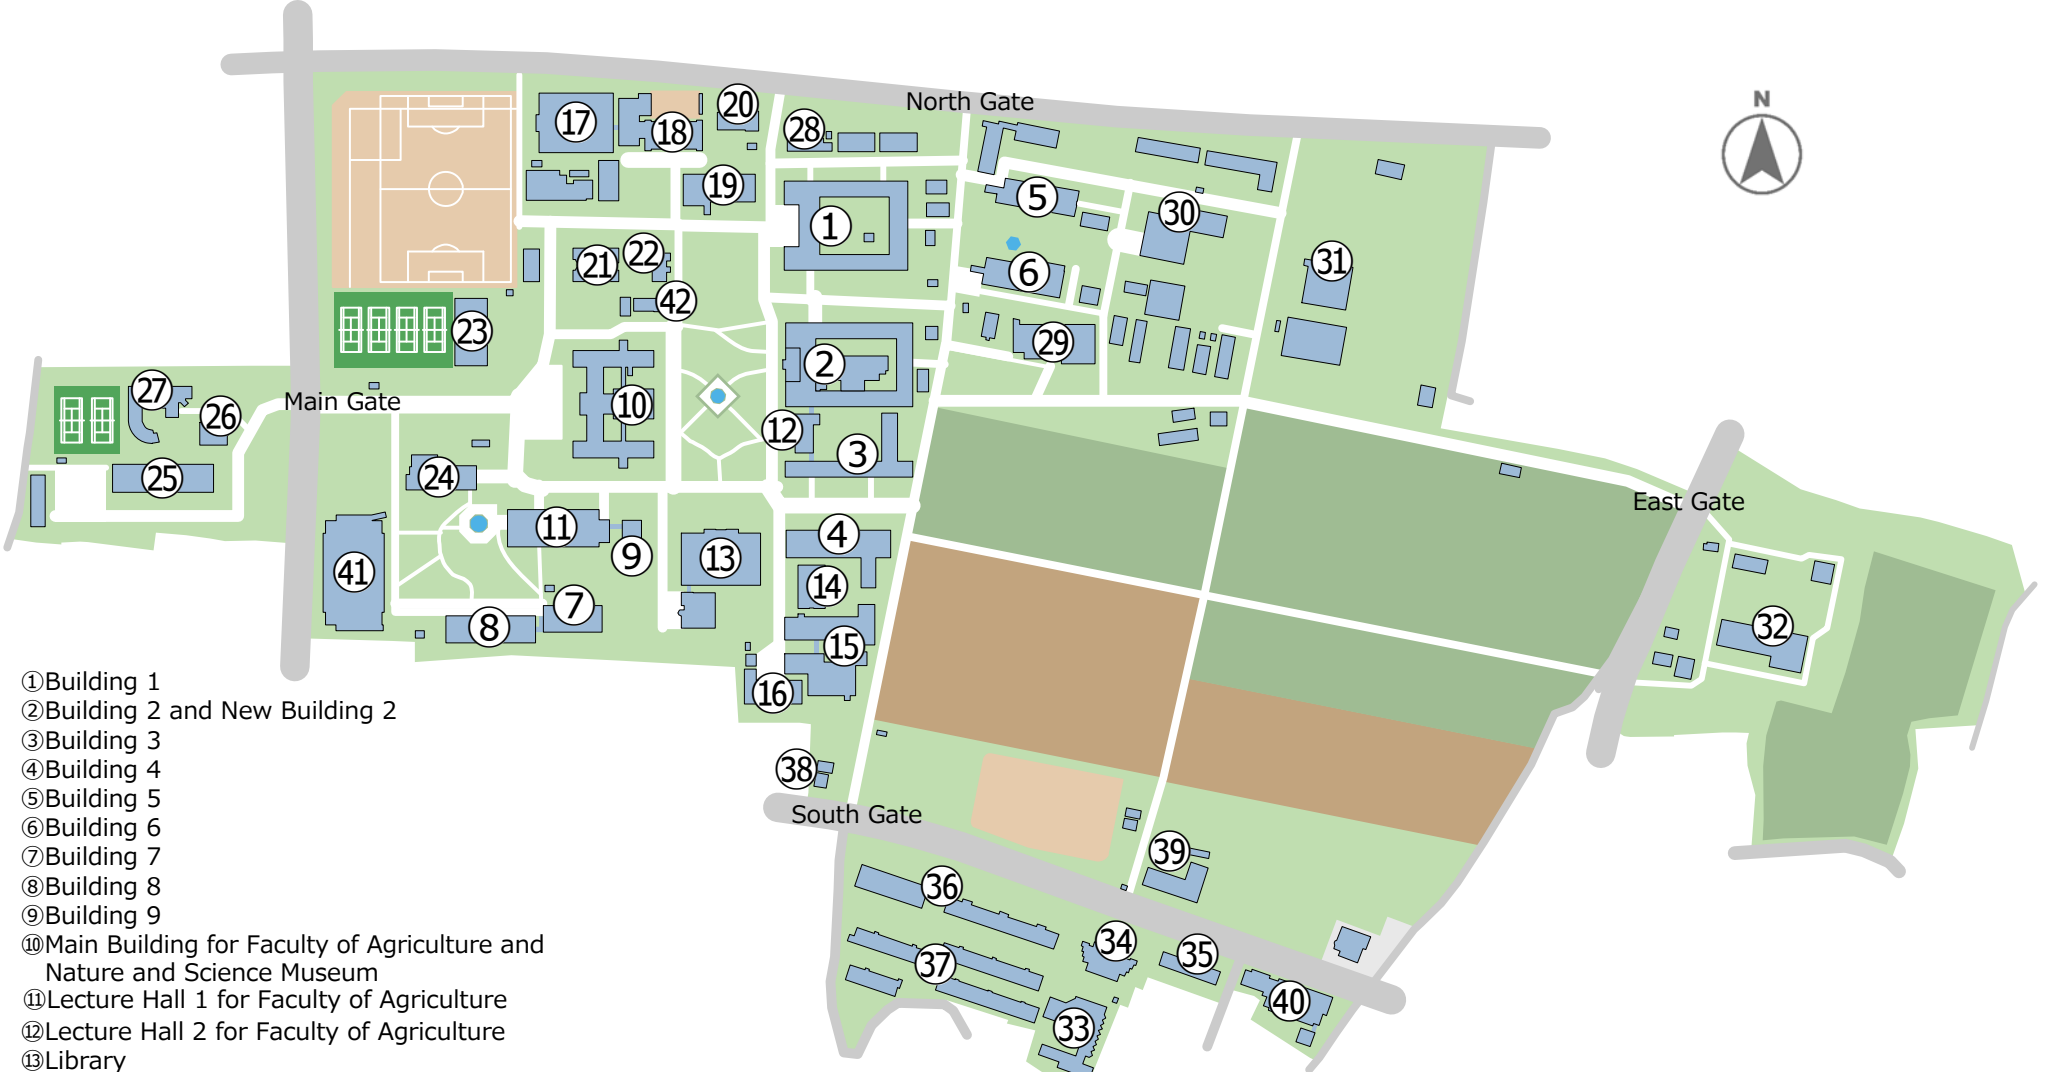 North Gate
N
20
17
18
28
19
5
1
30
22
21
31
6
42
23
29
2
27
Main Gate
10
26
12
3
24
25
East Gate
11
4
9
13
41
14
7
8
32
15
①Building 1
16
②Building 2 and New Building 2
③Building 3
④Building 4
38
⑤Building 5
South Gate
⑥Building 6
⑦Building 7
39
⑧Building 8
36
⑨Building 9
⑩Main Building for Faculty of Agriculture and
Nature and Science Museum
34
35
37
⑪Lecture Hall 1 for Faculty of Agriculture
40
⑫Lecture Hall 2 for Faculty of Agriculture
33
⑬Library